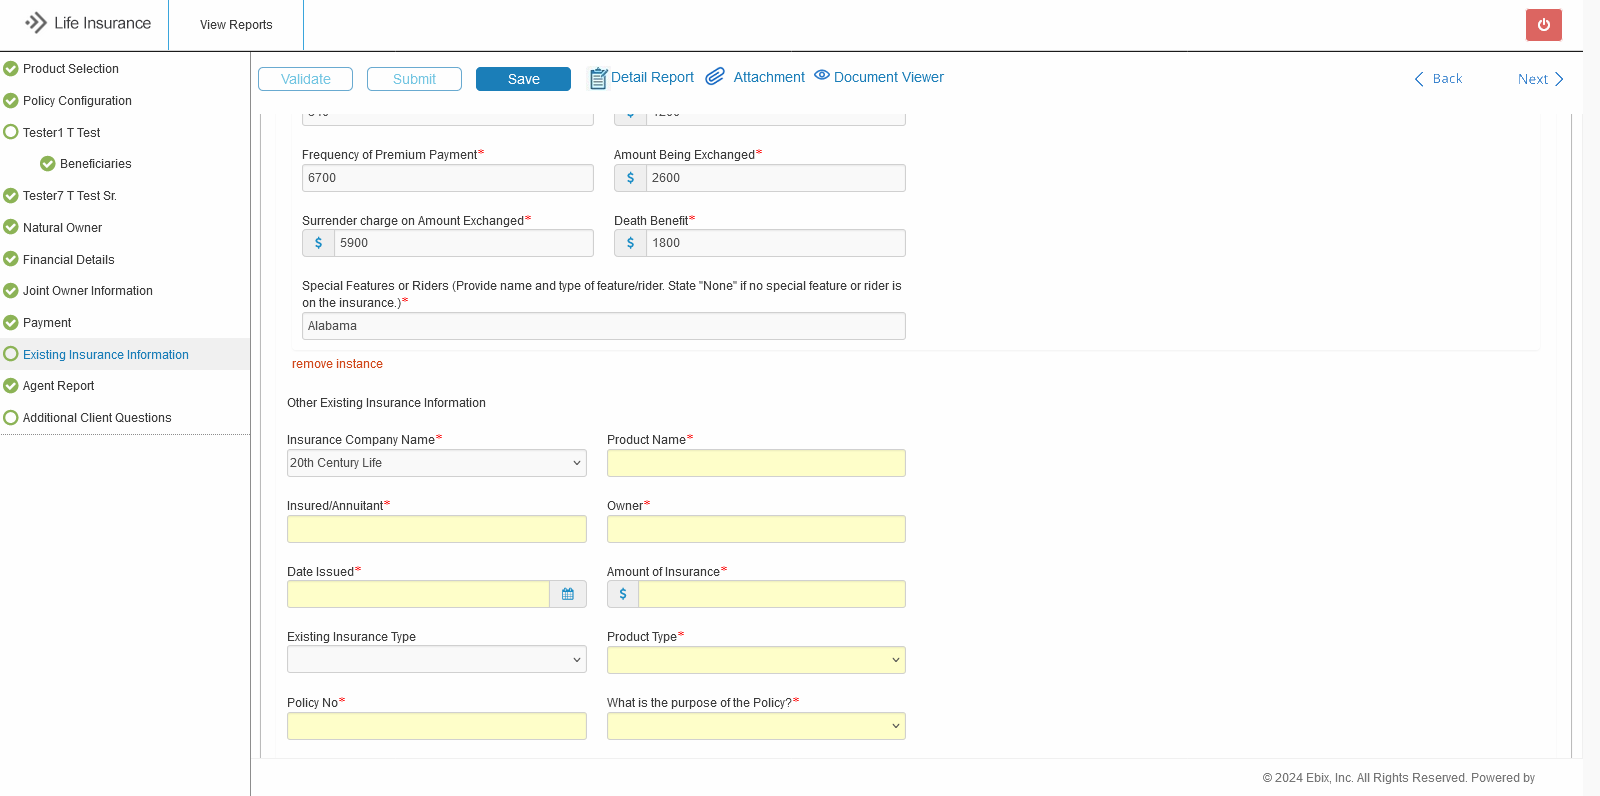 Life Insurance
View Reports
Product Selection
Policy Configuration
Tester1 T Test
Beneficiaries
Tester7 T Test Sr.
Natural Owner
Financial Details
Joint Owner Information
Payment
Existing Insurance Information
Agent Report
Additional Client Questions
Validate Submit Save Detail Report Attachment Document Viewer Back Next
Frequency of Premium Payment* Amount Being Exchanged*
6700 $ 2600
Surrender charge on Amount Exchanged* Death Benefit*
$ 5900 $ 1800
Special Features or Riders (Provide name and type of feature/rider. State "None" if no special feature or rider is
on the insurance.)*
Alabama
remove instance
Other Existing Insurance Information
Insurance Company Name* Product Name*
20th Century Life
Insured/Annuitant* Owner*
Date Issued* Amount of Insurance*
$
Existing Insurance Type Product Type*
Policy No* What is the purpose of the Policy?*
© 2024 Ebix, Inc. All Rights Reserved. Powered by